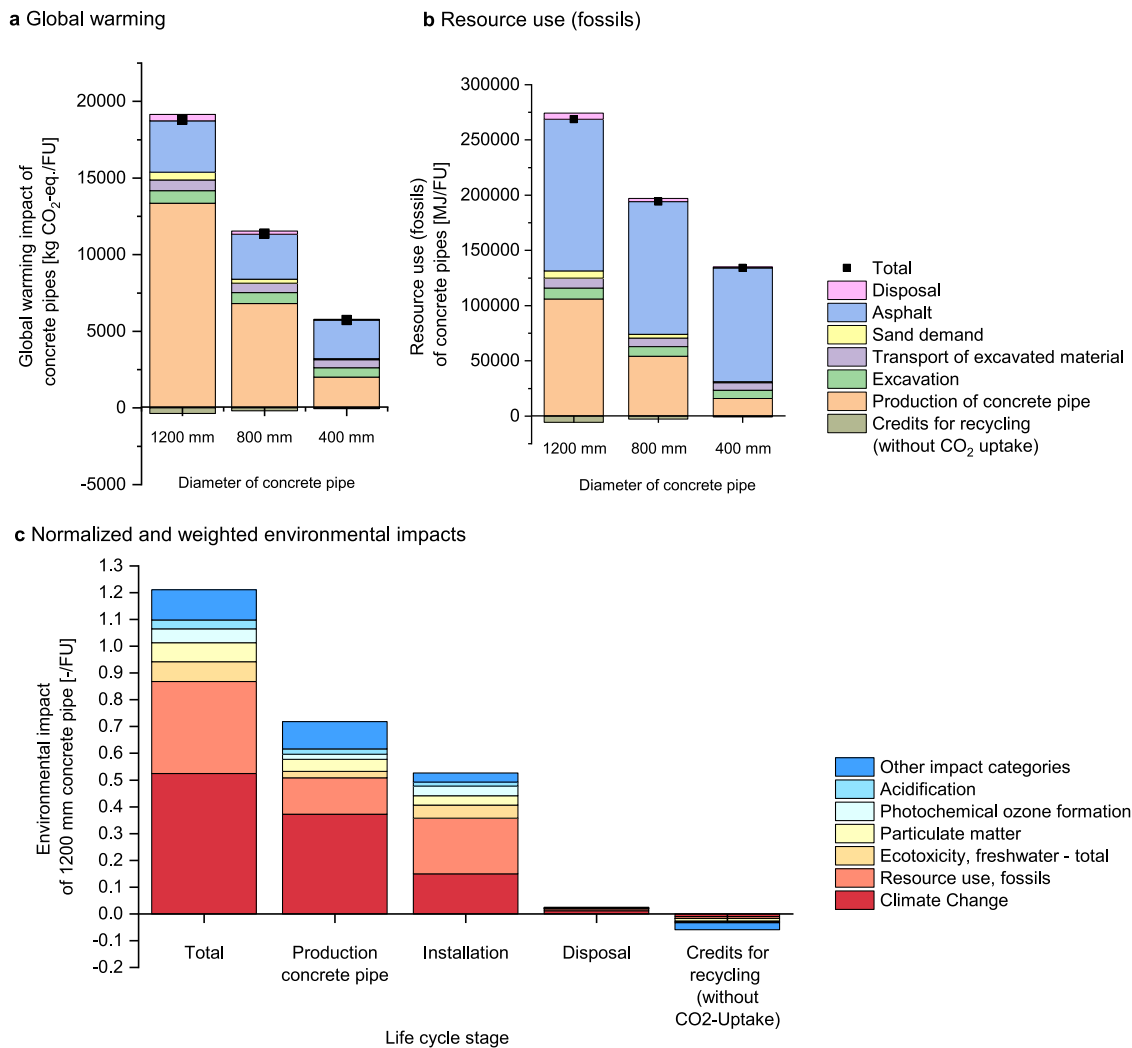 a Global warming
b Resource use (fossils)
Global warming impact of
concrete pipes [kg CO₂-eq./FU]
20000
15000
10000
5000
0
-5000
1200 mm
800 mm
400 mm
Diameter of concrete pipe
Resource use (fossils)
of concrete pipes [MJ/FU]
300000
250000
200000
150000
100000
50000
0
1200 mm
800 mm
400 mm
Diameter of concrete pipe
Total
Disposal
Asphalt
Sand demand
Transport of excavated material
Excavation
Production of concrete pipe
Credits for recycling
(without CO₂ uptake)
c Normalized and weighted environmental impacts
Environmental impact
of 1200 mm concrete pipe [-/FU]
1.3
1.2
1.1
1.0
0.9
0.8
0.7
0.6
0.5
0.4
0.3
0.2
0.1
0.0
-0.1
-0.2
Total
Production
concrete pipe
Installation
Disposal
Credits for
recycling
(without
CO2-Uptake)
Life cycle stage
Other impact categories
Acidification
Photochemical ozone formation
Particulate matter
Ecotoxicity, freshwater - total
Resource use, fossils
Climate Change